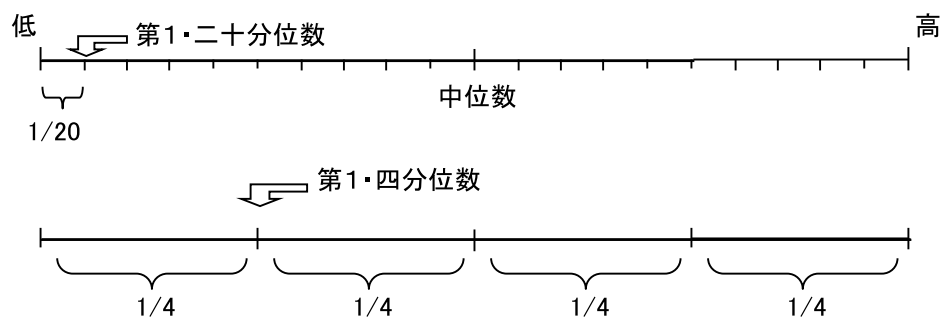 低
第1・二十分位数
高
中位数
1/20
第1・四分位数
1/4
1/4
1/4
1/4